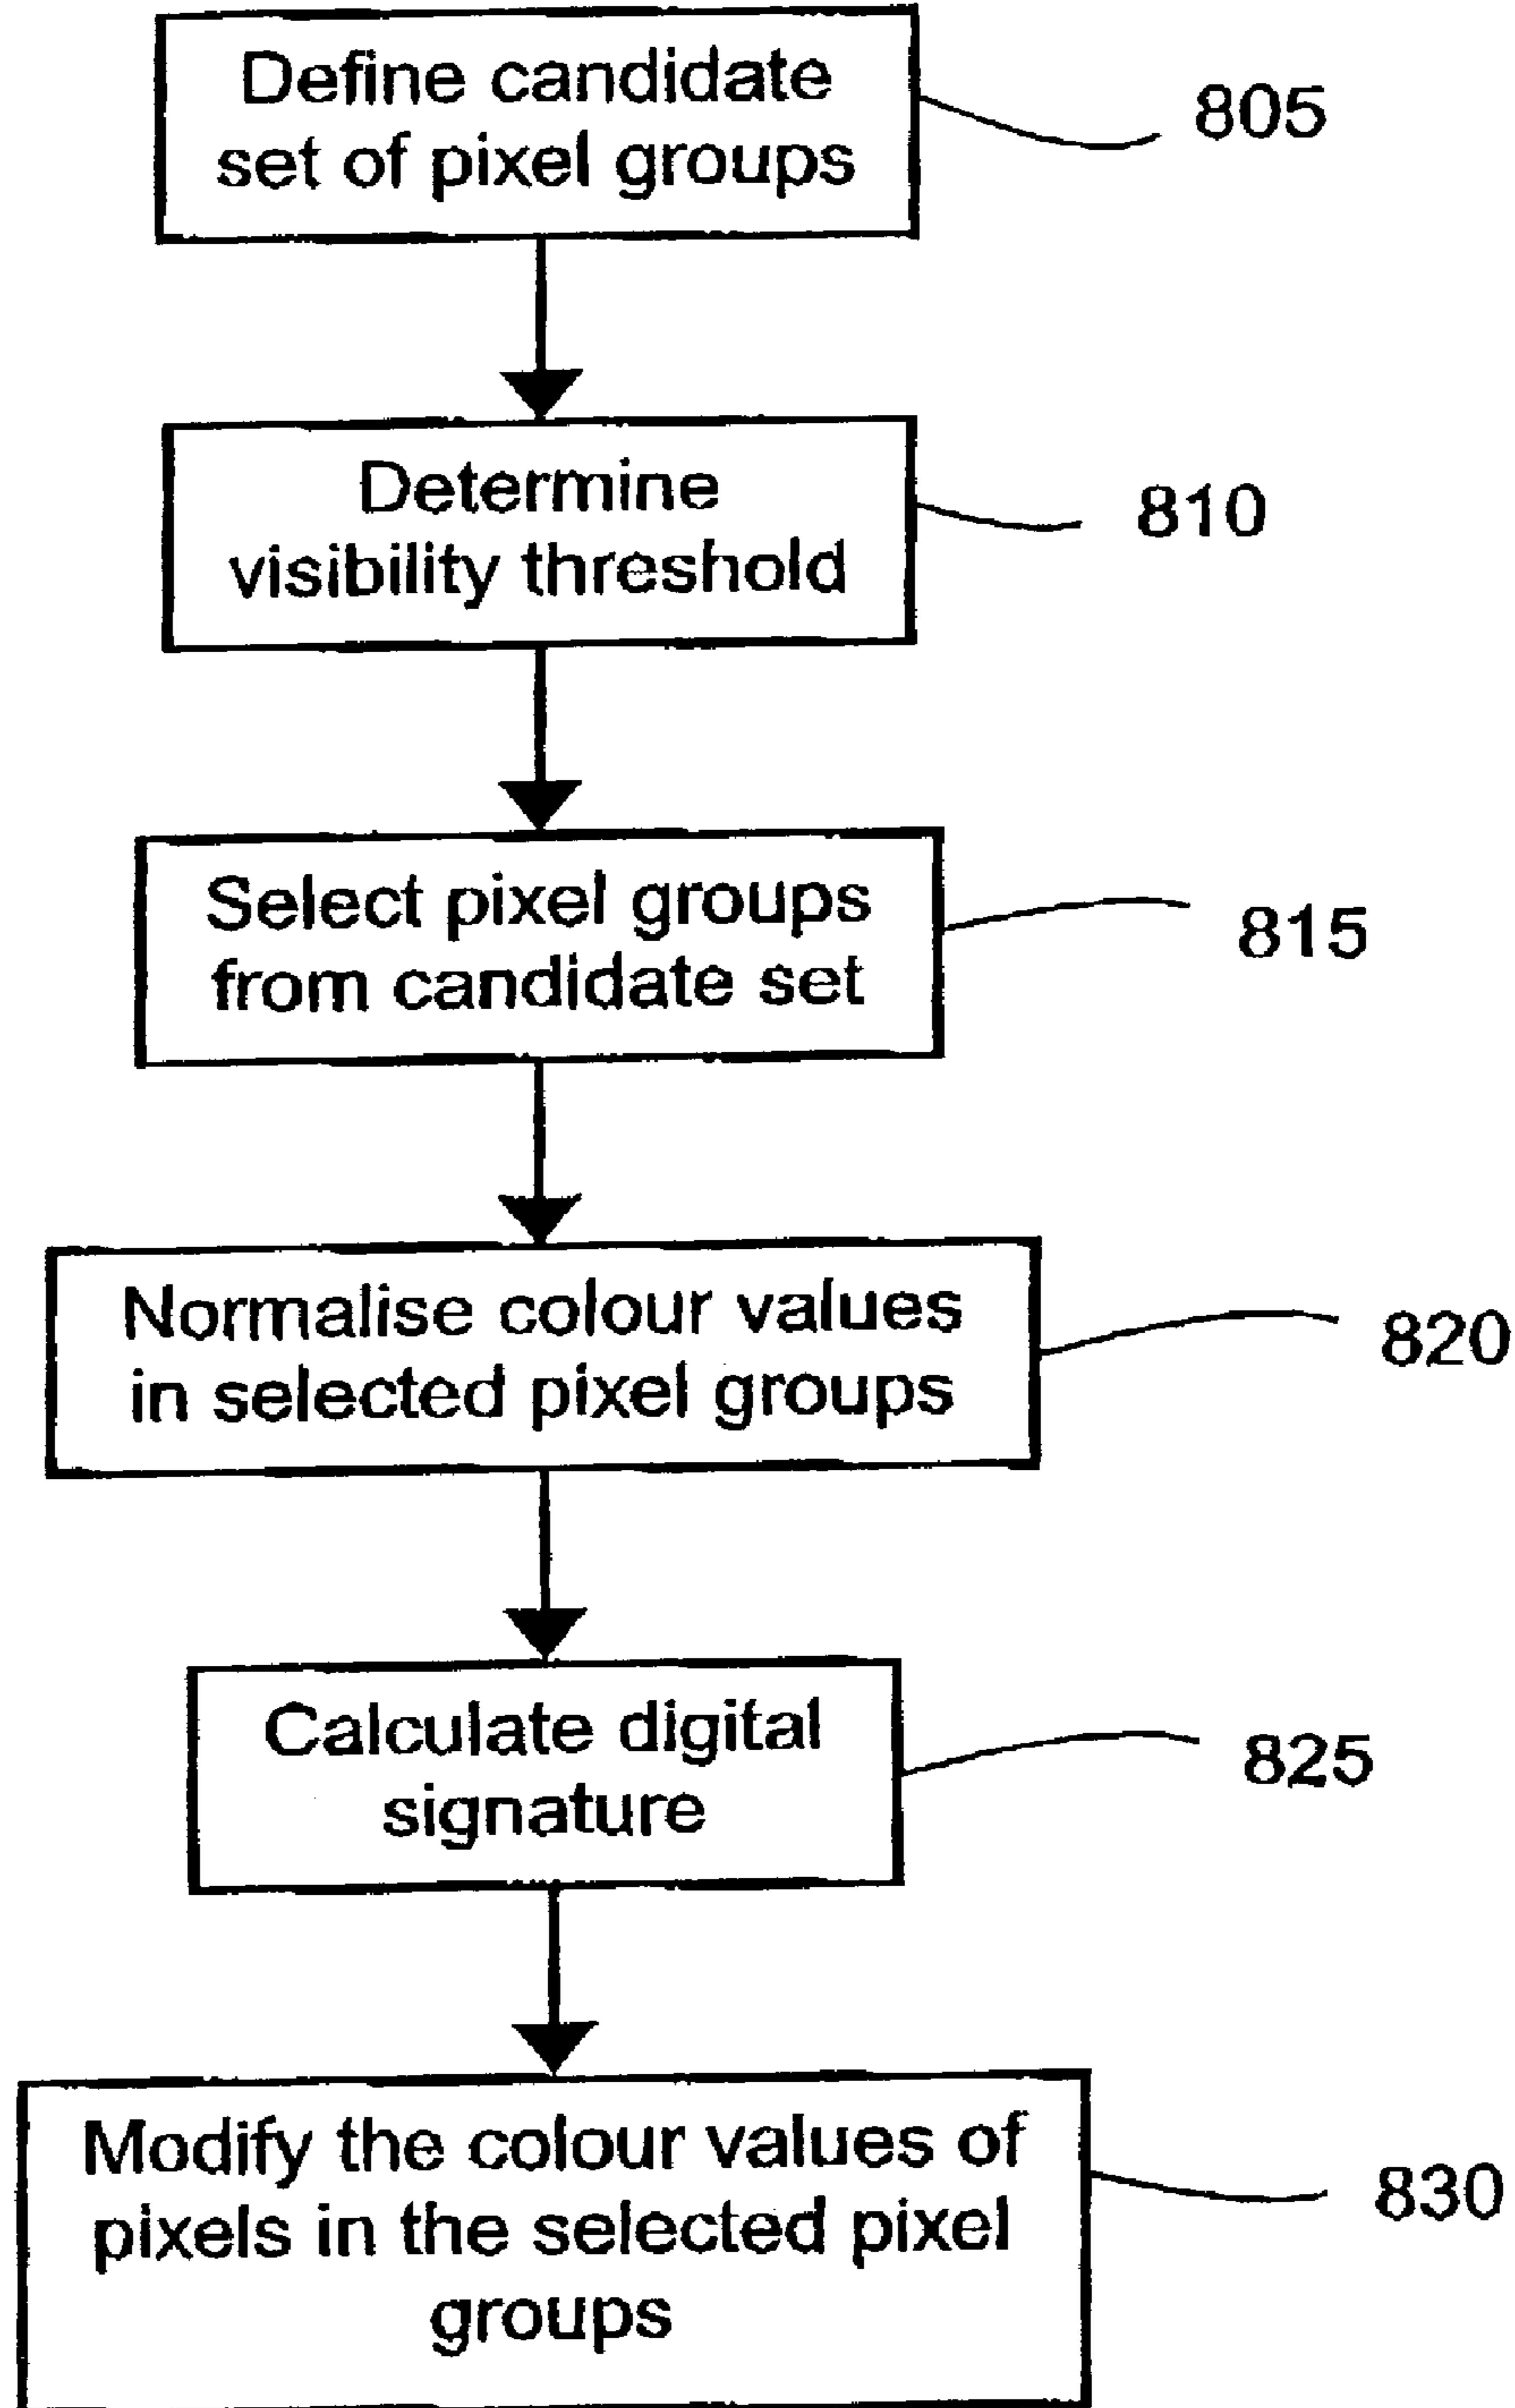 Define candidate
set of pixel groups
805
Determine
visibility threshold
810
Select pixel groups
from candidate set
815
Normalise colour values
in selected pixel groups
820
Calculate digital
signature
825
Modify the colour values of
pixels in the selected pixel
groups
830